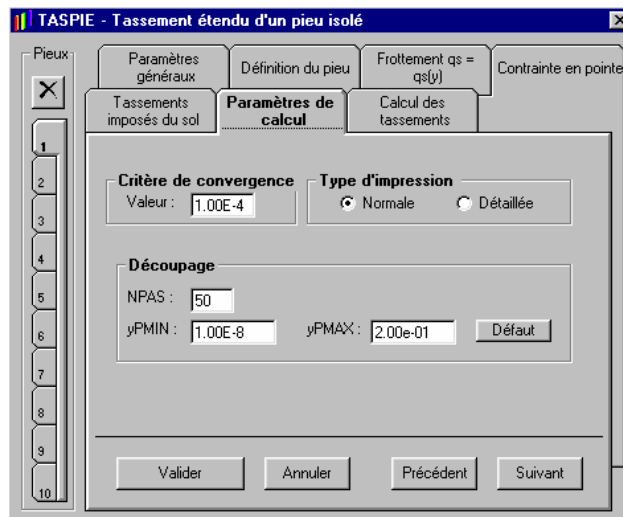 TASPIE - Tassement étendu d'un pieu isolé
Pieux
Paramètres généraux
Définition du pieu
Frottement qs = qs(y)
Contrainte en pointe
Tassements imposés du sol
Paramètres de calcul
Calcul des tassements
1
2
3
4
5
6
7
8
9
10
Critère de convergence
Valeur : 1.00E-4
Type d'impression
Normale
Détaillée
Découpage
NPAS : 50
yPMIN : 1.00E-8
yPMAX : 2.00e-01
Défaut
Valider
Annuler
Précédent
Suivant